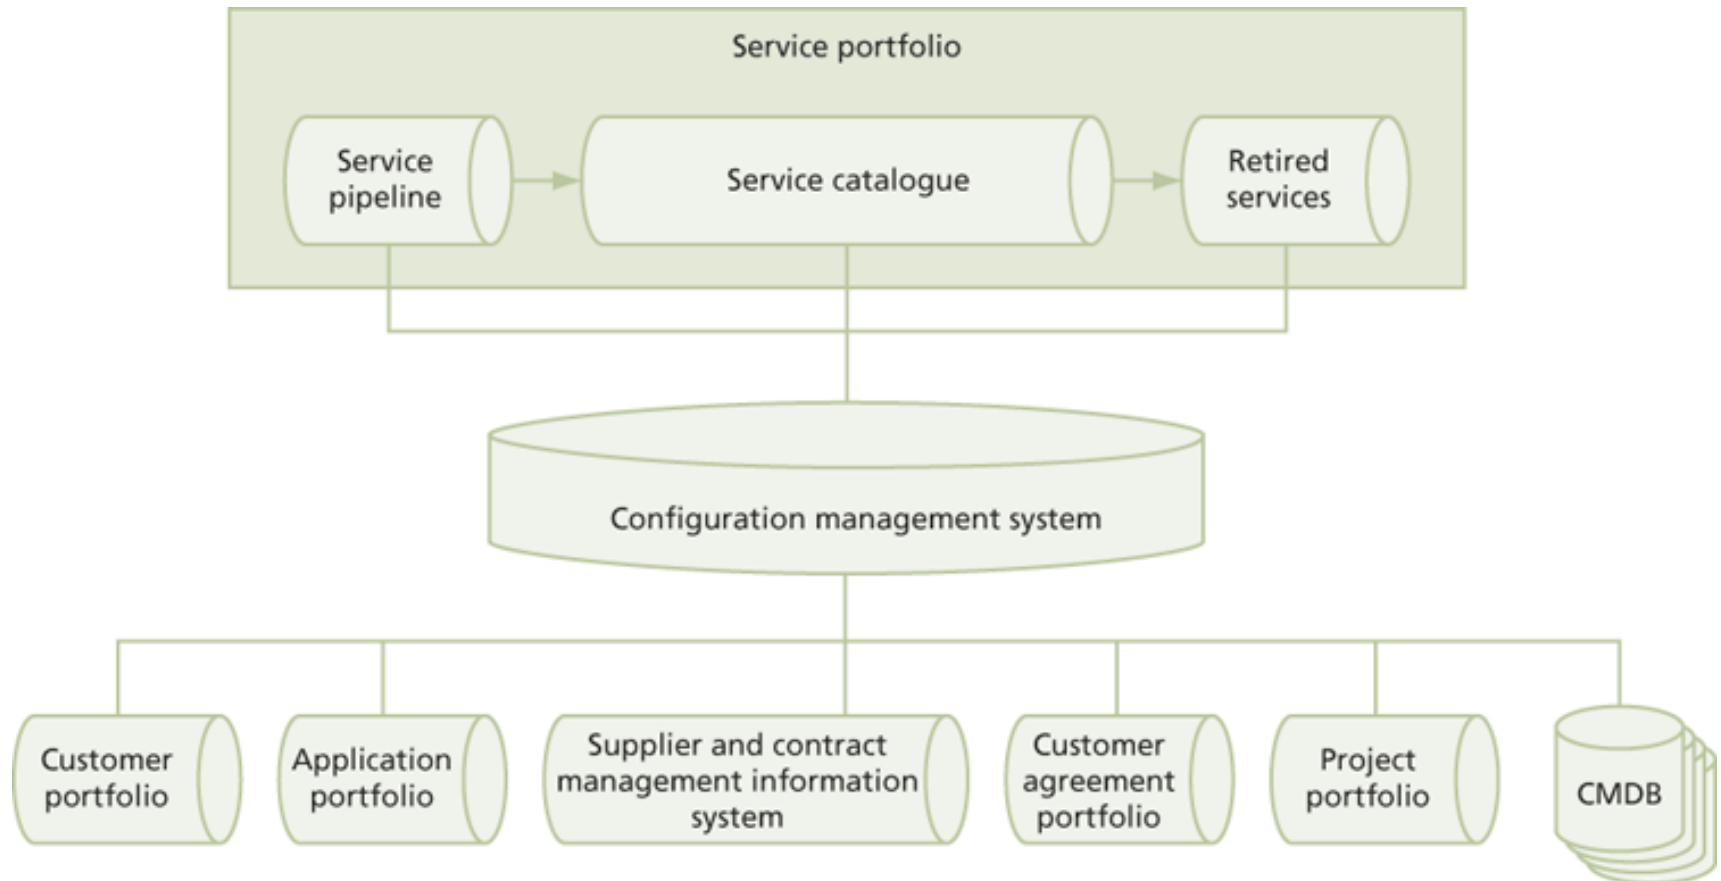 Service portfolio
Service
pipeline
Service catalogue
Retired
services
Configuration management system
Customer
portfolio
Application
portfolio
Supplier and contract
management information
system
Customer
agreement
portfolio
Project
portfolio
CMDB